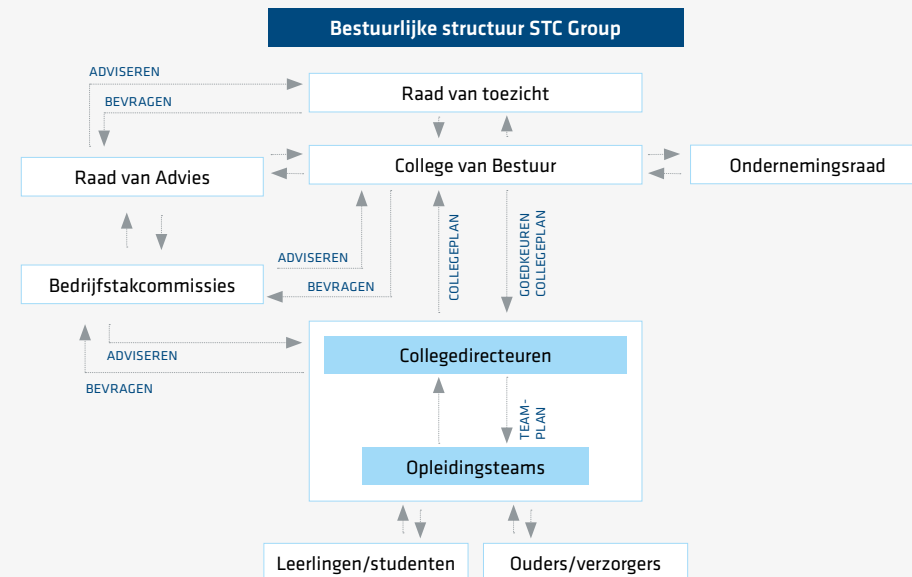 Bestuurlijke structuur STC Group
ADVISEREN
Raad van toezicht
BEVRAGEN
Raad van Advies
College van Bestuur
Ondernemingsraad
COLLEGEPLAN
GOEDKEUREN
COLLEGEPLAN
ADVISEREN
Bedrijfstakcommissies
BEVRAGEN
ADVISEREN
Collegedirecteuren
BEVRAGEN
TEAM-
PLAN
Opleidingsteams
Leerlingen/studenten
Ouders/verzorgers